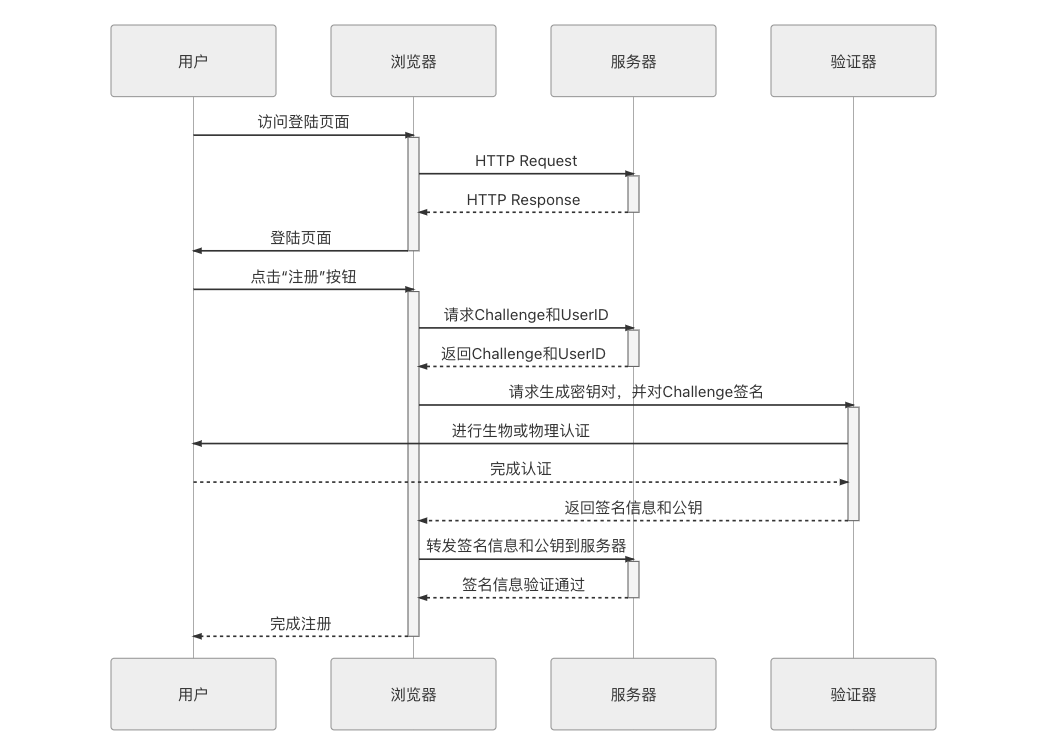 用户
浏览器
服务器
验证器
访问登陆页面
HTTP Request
HTTP Response
登陆页面
点击“注册”按钮
请求Challenge和UserID
返回Challenge和UserID
请求生成密钥对，并对Challenge签名
进行生物或物理认证
完成认证
返回签名信息和公钥
转发签名信息和公钥到服务器
签名信息验证通过
完成注册
用户
浏览器
服务器
验证器